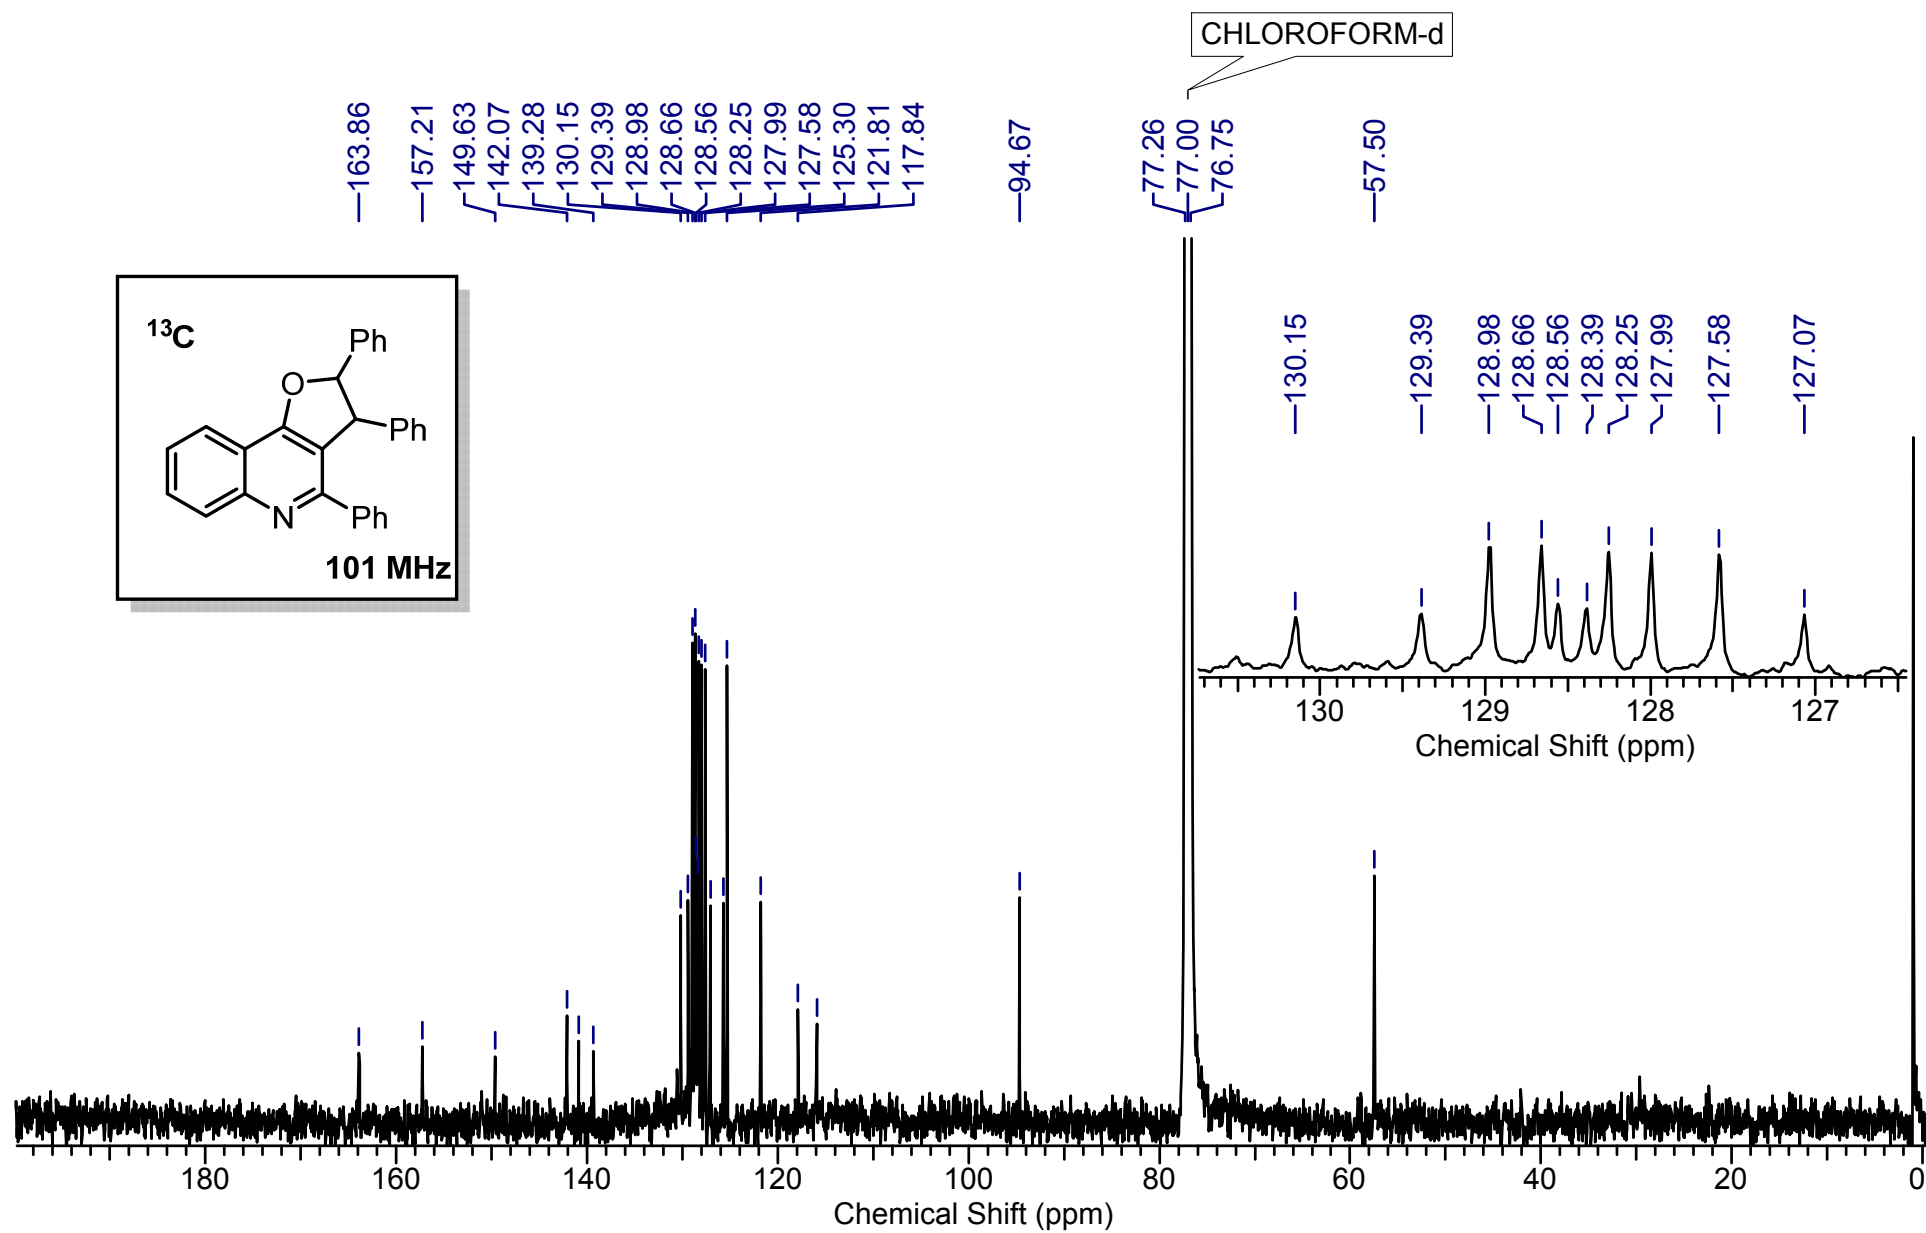 CHLOROFORM-d
163.86
157.21
149.63
142.07
139.28
130.15
129.39
128.98
128.66
128.56
128.25
127.99
127.58
125.30
121.81
117.84
94.67
77.26
77.00
76.75
57.50
13C
Ph
O
Ph
N
Ph
101 MHz
130.15
129.39
128.98
128.66
128.56
128.39
128.25
127.99
127.58
127.07
130 129 128 127
Chemical Shift (ppm)
180 160 140 120 100 80 60 40 20 0
Chemical Shift (ppm)